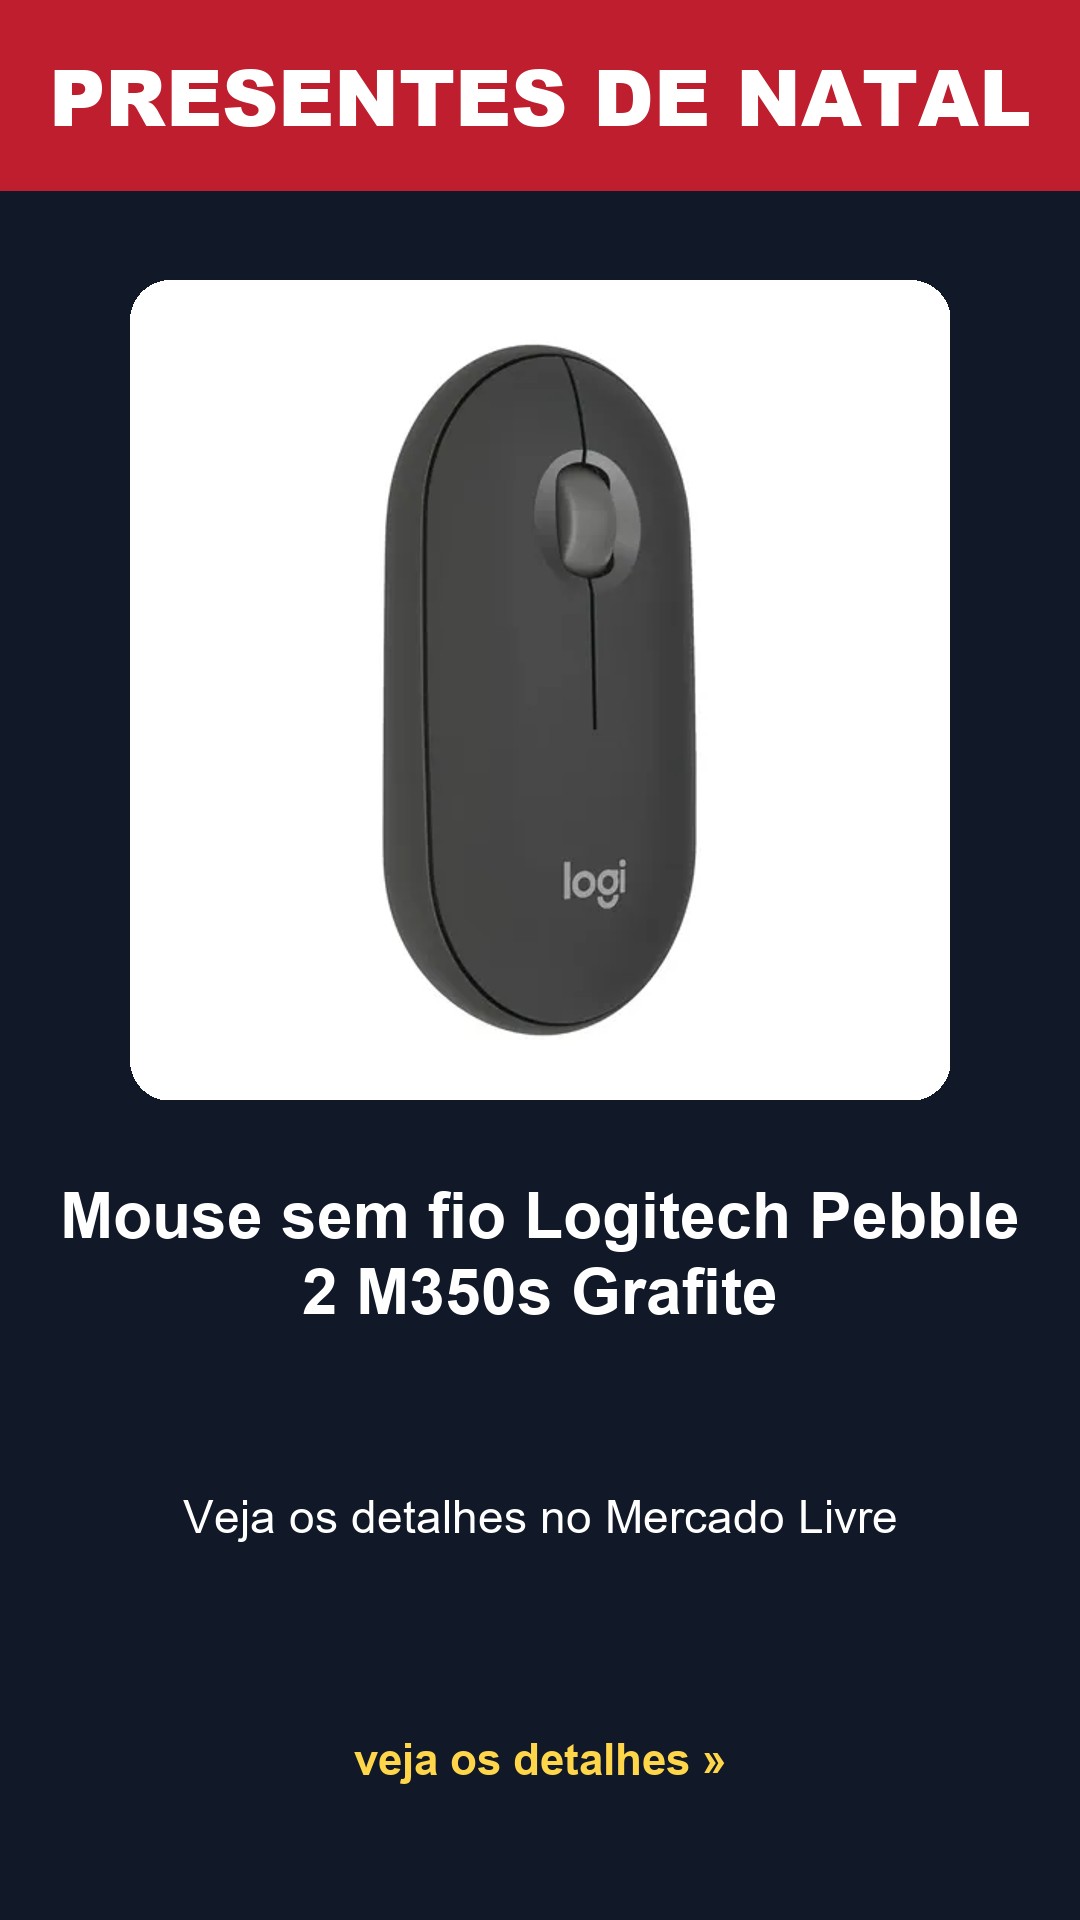 PRESENTES DE NATAL
logi
Mouse sem fio Logitech Pebble
2 M350s Grafite
Veja os detalhes no Mercado Livre
veja os detalhes »